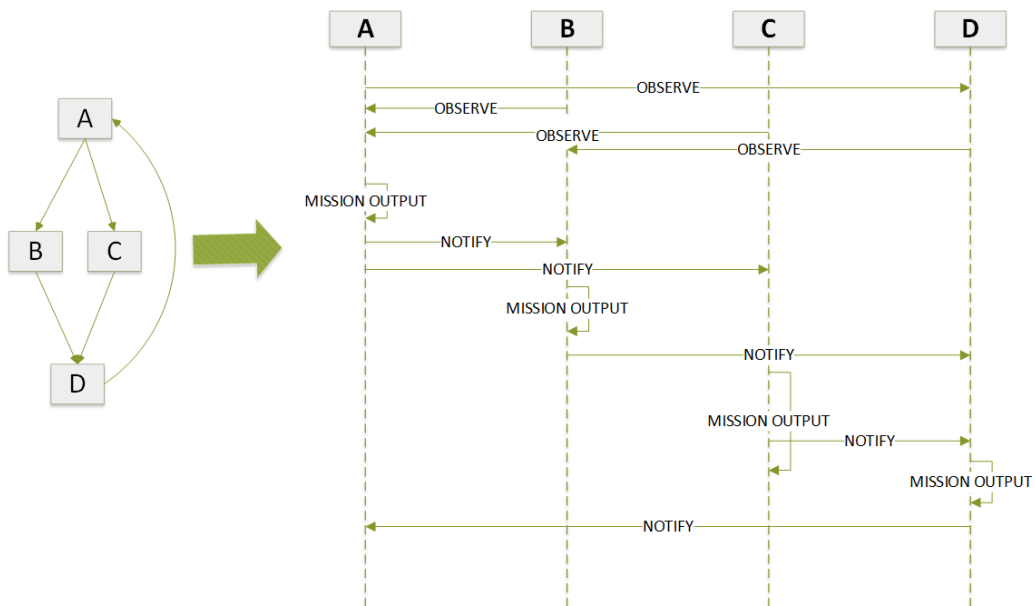 A
B
C
D
A
B
C
D
OBSERVE
OBSERVE
OBSERVE
OBSERVE
MISSION OUTPUT
NOTIFY
NOTIFY
MISSION OUTPUT
NOTIFY
MISSION OUTPUT
NOTIFY
MISSION OUTPUT
NOTIFY